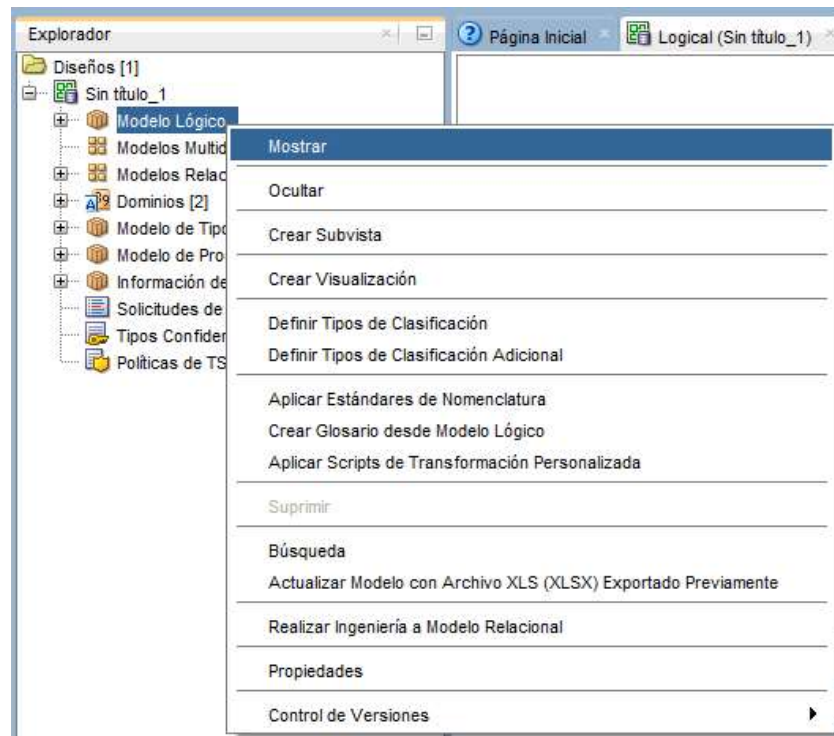 Explorador
Página Inicial
Logical (Sin título_1)
Diseños [1]
Sin título_1
Modelo Lógico
Modelos Multid
Modelos Relac
Dominios [2]
Modelo de Tipo
Modelo de Pro
Información de
Solicitudes de
Tipos Confiden
Políticas de TS
Mostrar
Ocultar
Crear Subvista
Crear Visualización
Definir Tipos de Clasificación
Definir Tipos de Clasificación Adicional
Aplicar Estándares de Nomenclatura
Crear Glosario desde Modelo Lógico
Aplicar Scripts de Transformación Personalizada
Suprimir
Búsqueda
Actualizar Modelo con Archivo XLS (XLSX) Exportado Previamente
Realizar Ingeniería a Modelo Relacional
Propiedades
Control de Versiones